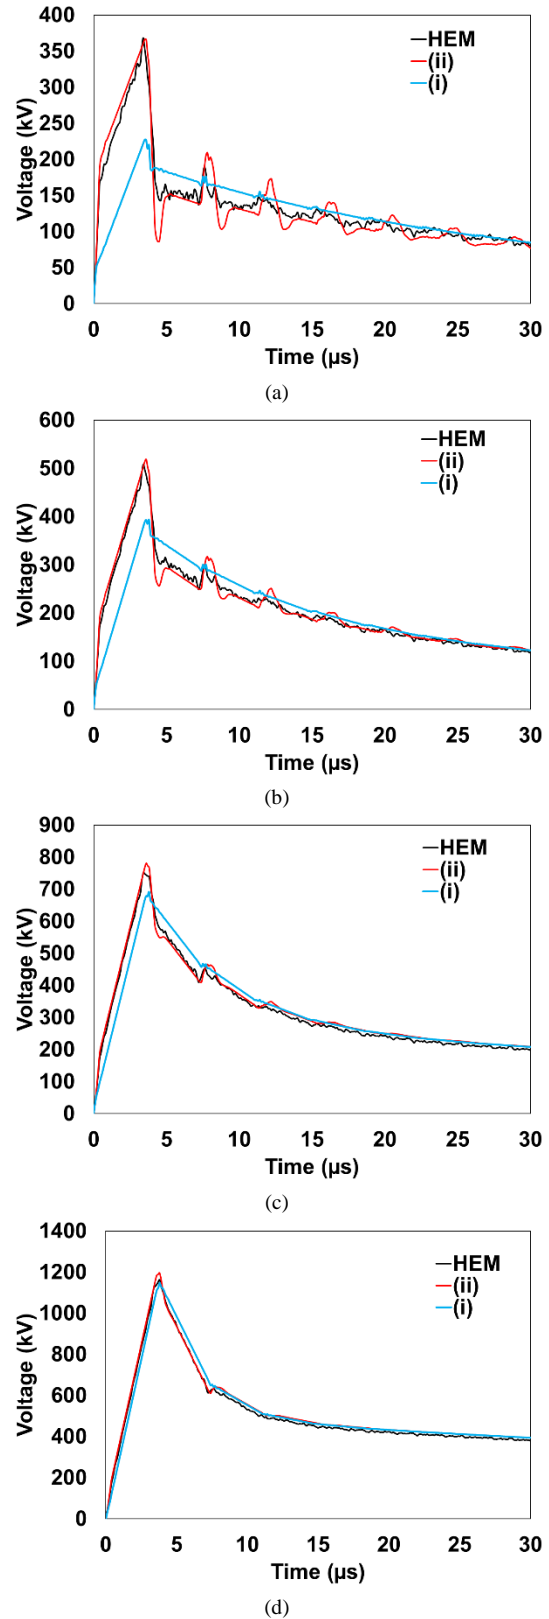 400
350
300
250
200
150
100
50
0
Voltage (kV)
HEM
(ii)
(i)
0 5 10 15 20 25 30
Time (µs)
(a)
600
500
400
300
200
100
0
Voltage (kV)
HEM
(ii)
(i)
0 5 10 15 20 25 30
Time (µs)
(b)
900
800
700
600
500
400
300
200
100
0
Voltage (kV)
HEM
(ii)
(i)
0 5 10 15 20 25 30
Time (µs)
(c)
1400
1200
1000
800
600
400
200
0
Voltage (kV)
HEM
(ii)
(i)
0 5 10 15 20 25 30
Time (µs)
(d)